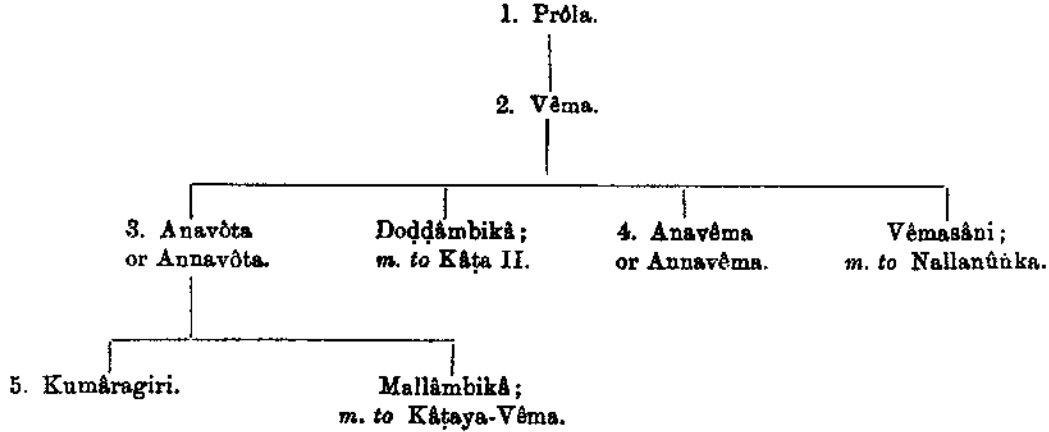 1. Prôla.
2. Vêma.
3. Anavôta Doḍḍâmbikâ; 4. Anavêma Vêmasâni;
or Annavôta. m. to Kâṭa II. or Annavêma. m. to Nallanûṅka.
5. Kumâragiri. Mallâmbikâ;
m. to Kâṭaya-Vêma.